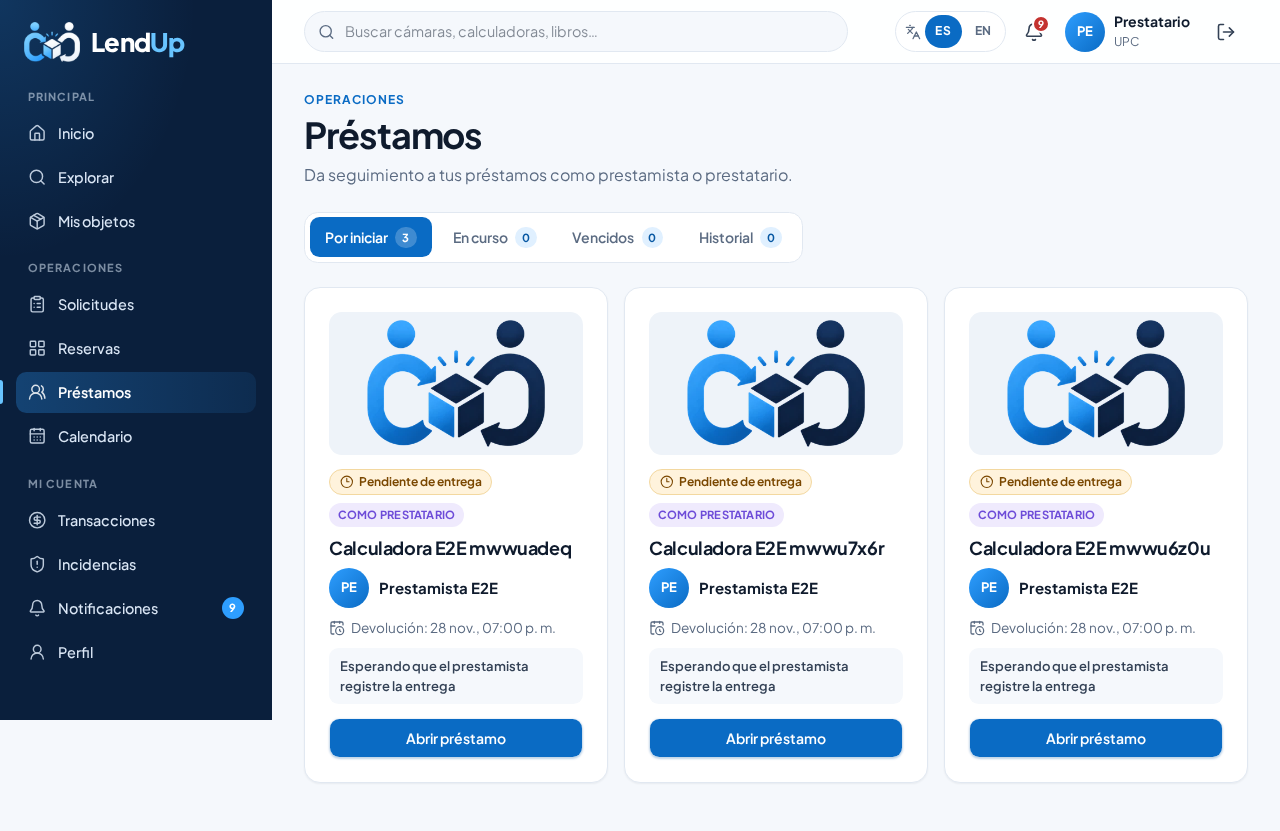 LendUp
PRINCIPAL
Inicio
Explorar
Mis objetos
OPERACIONES
Solicitudes
Reservas
Préstamos
Calendario
MI CUENTA
Transacciones
Incidencias
Notificaciones 9
Perfil
Buscar cámaras, calculadoras, libros…
ES EN
9
PE
Prestatario
UPC
OPERACIONES
Préstamos
Da seguimiento a tus préstamos como prestamista o prestatario.
Por iniciar 3 En curso 0 Vencidos 0 Historial 0
Pendiente de entrega
COMO PRESTATARIO
Calculadora E2E mwwuadeq
PE Prestamista E2E
Devolución: 28 nov., 07:00 p. m.
Esperando que el prestamista
registre la entrega
Abrir préstamo
Pendiente de entrega
COMO PRESTATARIO
Calculadora E2E mwwu7x6r
PE Prestamista E2E
Devolución: 28 nov., 07:00 p. m.
Esperando que el prestamista
registre la entrega
Abrir préstamo
Pendiente de entrega
COMO PRESTATARIO
Calculadora E2E mwwu6z0u
PE Prestamista E2E
Devolución: 28 nov., 07:00 p. m.
Esperando que el prestamista
registre la entrega
Abrir préstamo